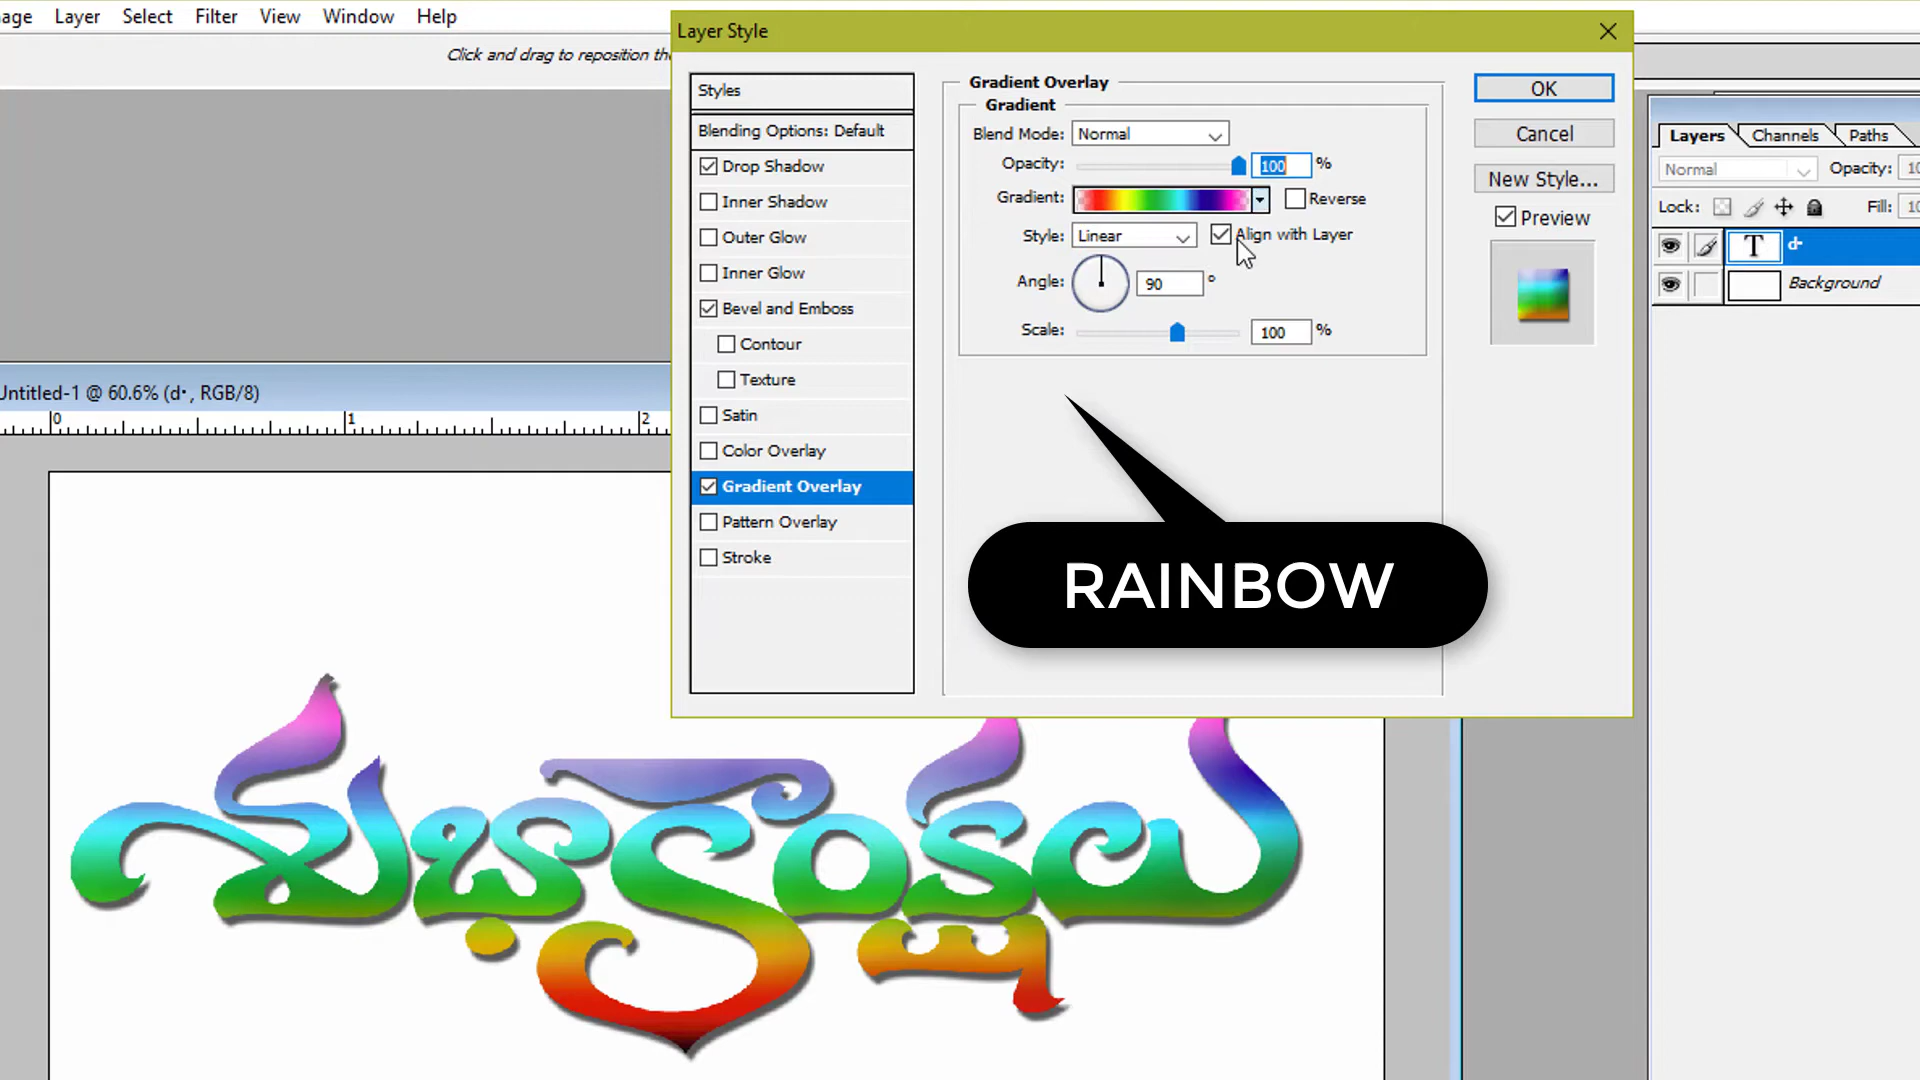 age Layer Select Filter View Window Help
Click and drag to reposition the
Layer Style
Styles
Blending Options: Default
Drop Shadow
Inner Shadow
Outer Glow
Inner Glow
Bevel and Emboss
Contour
Texture
Satin
Color Overlay
Gradient Overlay
Pattern Overlay
Stroke
Gradient Overlay
Gradient
Blend Mode: Normal
Opacity: 100 %
Gradient: Reverse
Style: Linear Align with Layer
Angle: 90 °
Scale: 100 %
OK
Cancel
New Style...
Preview
RAINBOW
Layers Channels Paths
Normal Opacity: 10
Lock: Fill: 10
T d·
Background
Untitled-1 @ 60.6% (d·, RGB/8)
0 1 2
శుభాకాంక్షలు